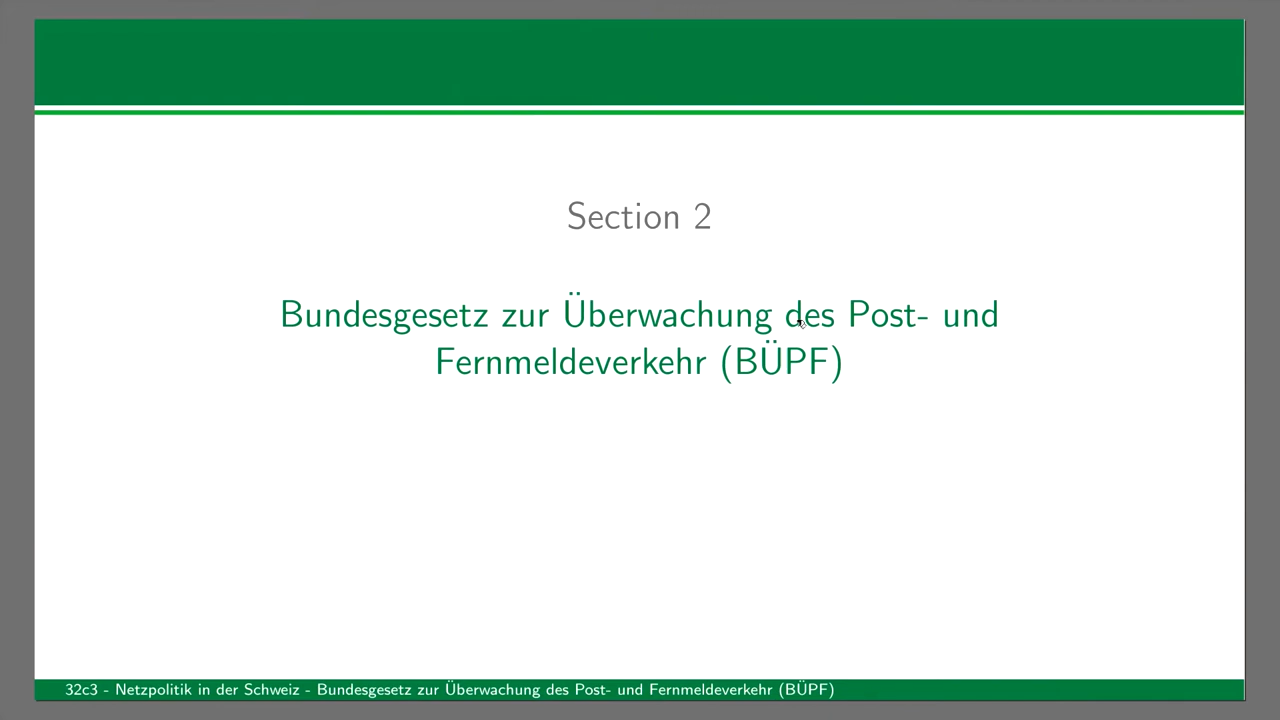 Section 2
Bundesgesetz zur Überwachung des Post- und
Fernmeldeverkehr (BÜPF)
32c3 - Netzpolitik in der Schweiz - Bundesgesetz zur Überwachung des Post- und Fernmeldeverkehr (BÜPF)